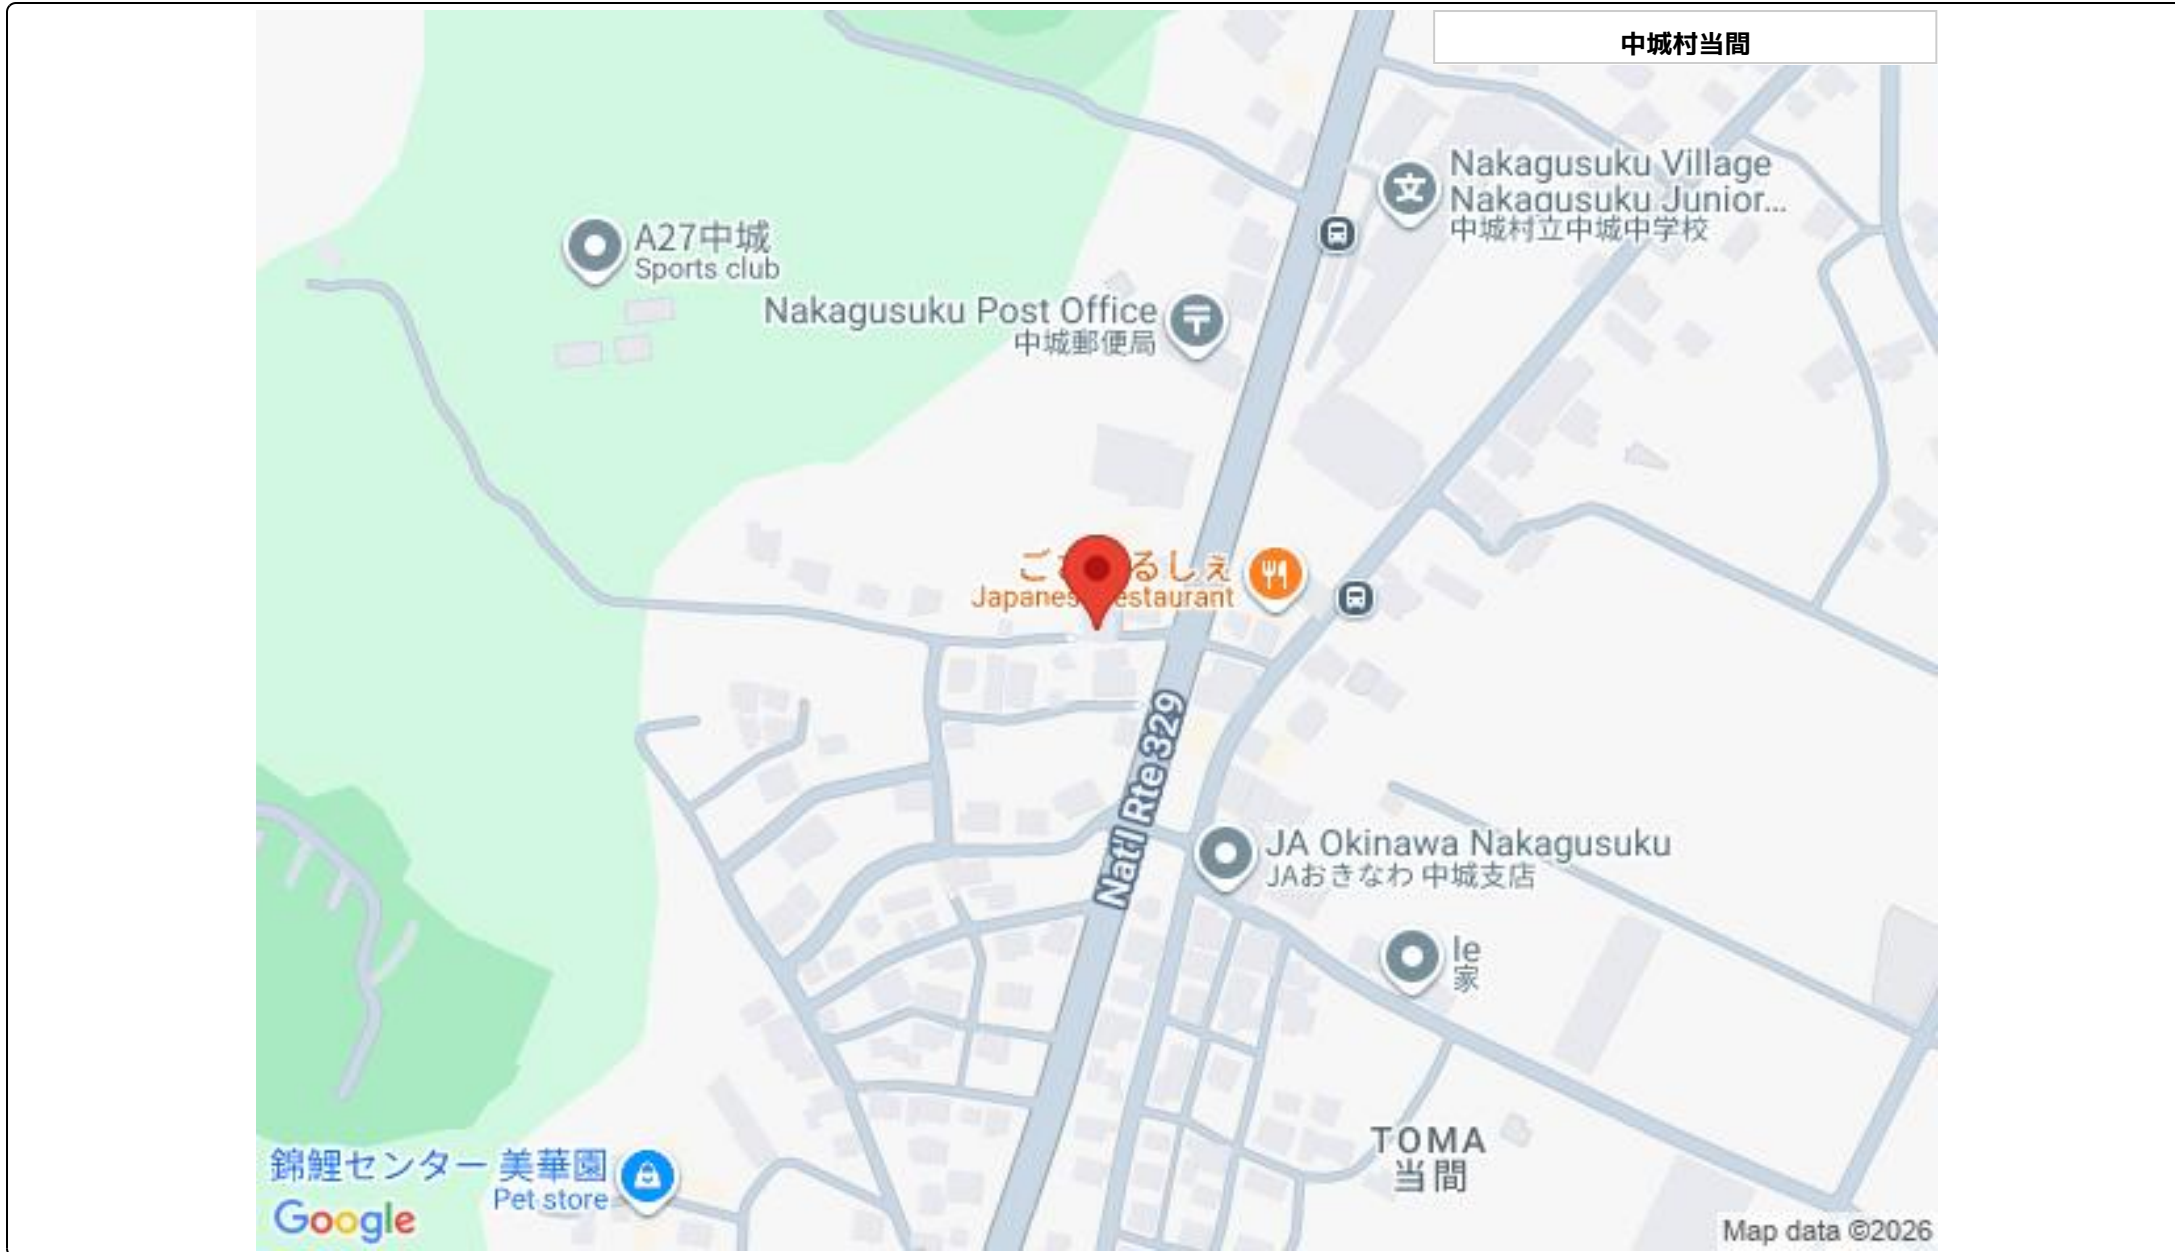 中城村当間
Nakagusuku Village
Nakagusuku Junior...
中城村立中城中学校
A27中城
Sports club
Nakagusuku Post Office
中城郵便局
るしぇ
Japanes
estaurant
Nat'l Rte 329
JA Okinawa Nakagusuku
JAおきなわ 中城支店
Ie
家
TOMA
当間
錦鯉センター 美華園
Pet store
Google
Map data ©2026